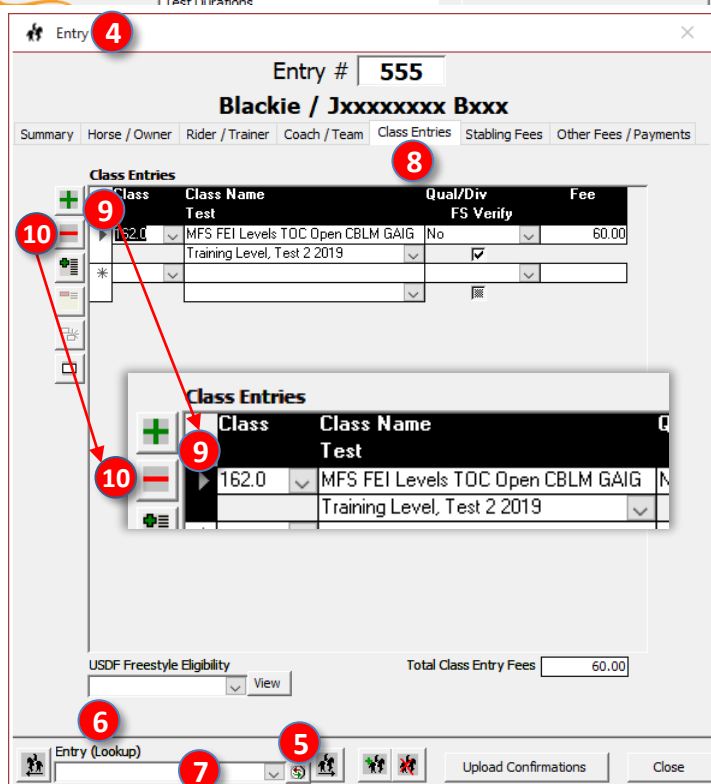 Test Durations
Entry 4
Entry # 555
Blackie / Jxxxxxxxx Bxxx
Summary Horse / Owner Rider / Trainer Coach / Team Class Entries Stabling Fees Other Fees / Payments
8
Class Entries
Class Class Name Qual/Div Fee
9 Test FS Verify
10 162.0 MFS FEI Levels TOC Open CBLM GAIG No 60.00
Training Level, Test 2 2019
Class Entries
Class Class Name Q
9 Test
10 162.0 MFS FEI Levels TOC Open CBLM GAIG N
Training Level, Test 2 2019
USDF Freestyle Eligibility Total Class Entry Fees 60.00
View
6 5
Entry (Lookup)
7 Upload Confirmations Close